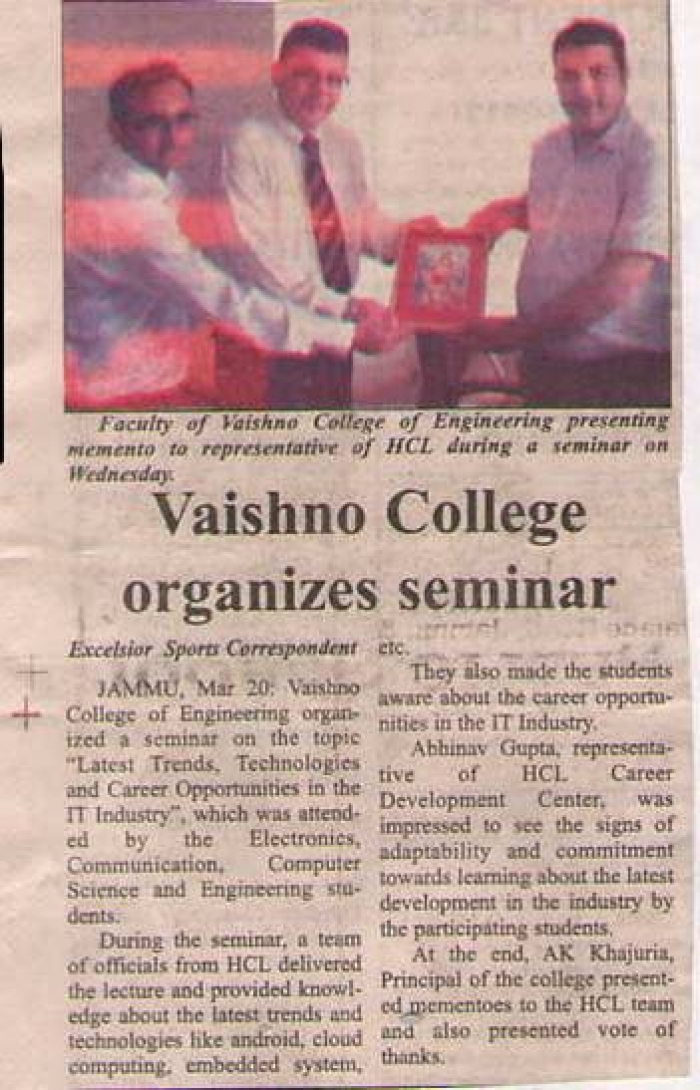 Faculty of Vaishno College of Engineering presenting
memento to representative of HCL during a seminar on
Wednesday.
Vaishno College
organizes seminar
Excelsior Sports Correspondent
JAMMU, Mar 20: Vaishno
College of Engineering organ-
ized a seminar on the topic
"Latest Trends, Technologies
and Career Opportunities in the
IT Industry", which was attend-
ed by the Electronics,
Communication, Computer
Science and Engineering stu-
dents.
During the seminar, a team
of officials from HCL delivered
the lecture and provided knowl-
edge about the latest trends and
technologies like android, cloud
computing, embedded system,
etc.
They also made the students
aware about the career opportu-
nities in the IT Industry.
Abhinav Gupta, representa-
tive of HCL Career
Development Center, was
impressed to see the signs of
adaptability and commitment
towards learning about the latest
development in the industry by
the participating students.
At the end, AK Khajuria,
Principal of the college present-
ed mementoes to the HCL team
and also presented vote of
thanks.